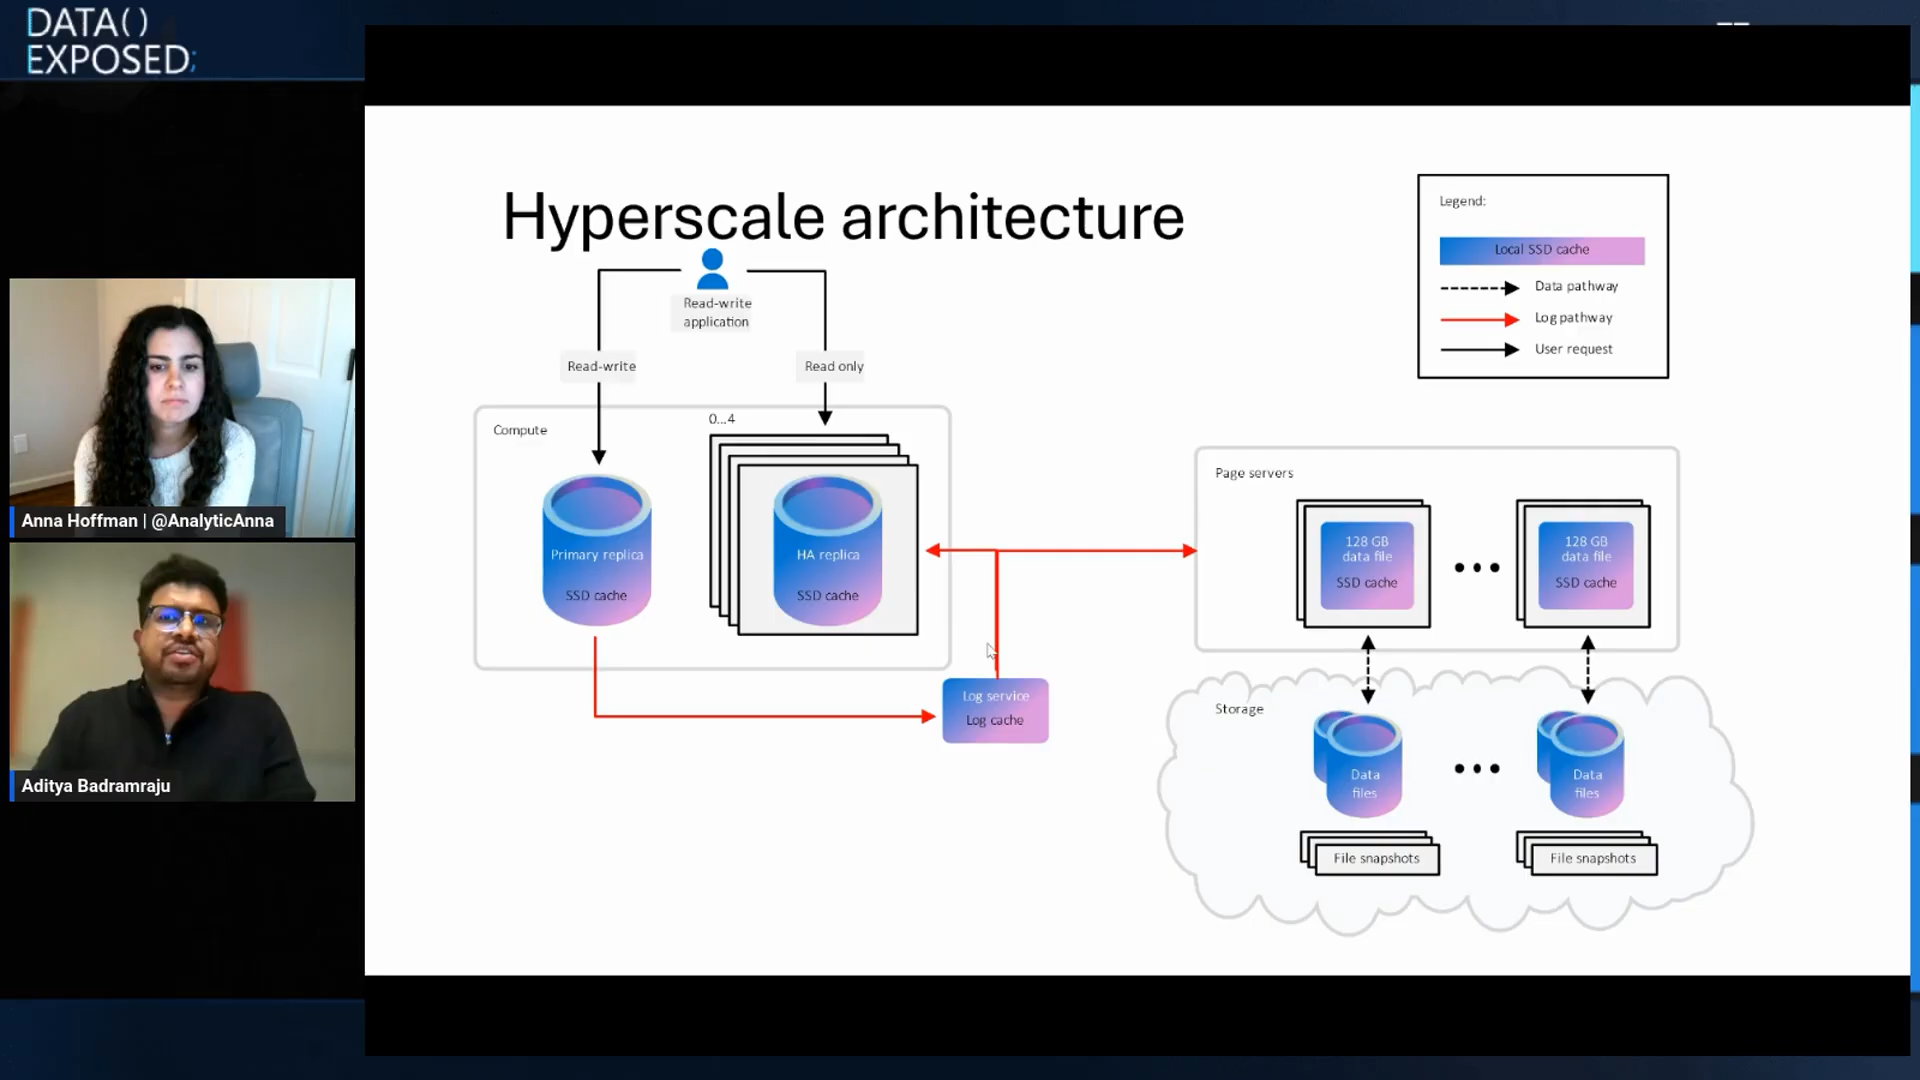 DATA()
EXPOSED;
Hyperscale architecture
Legend:
Local SSD cache
Data pathway
Log pathway
User request
Read-write
application
Read-write
Read only
Compute
0...4
Primary replica
SSD cache
HA replica
SSD cache
Log service
Log cache
Page servers
128 GB
data file
SSD cache
128 GB
data file
SSD cache
Storage
Data
files
Data
files
File snapshots
File snapshots
Anna Hoffman | @AnalyticAnna
Aditya Badramraju